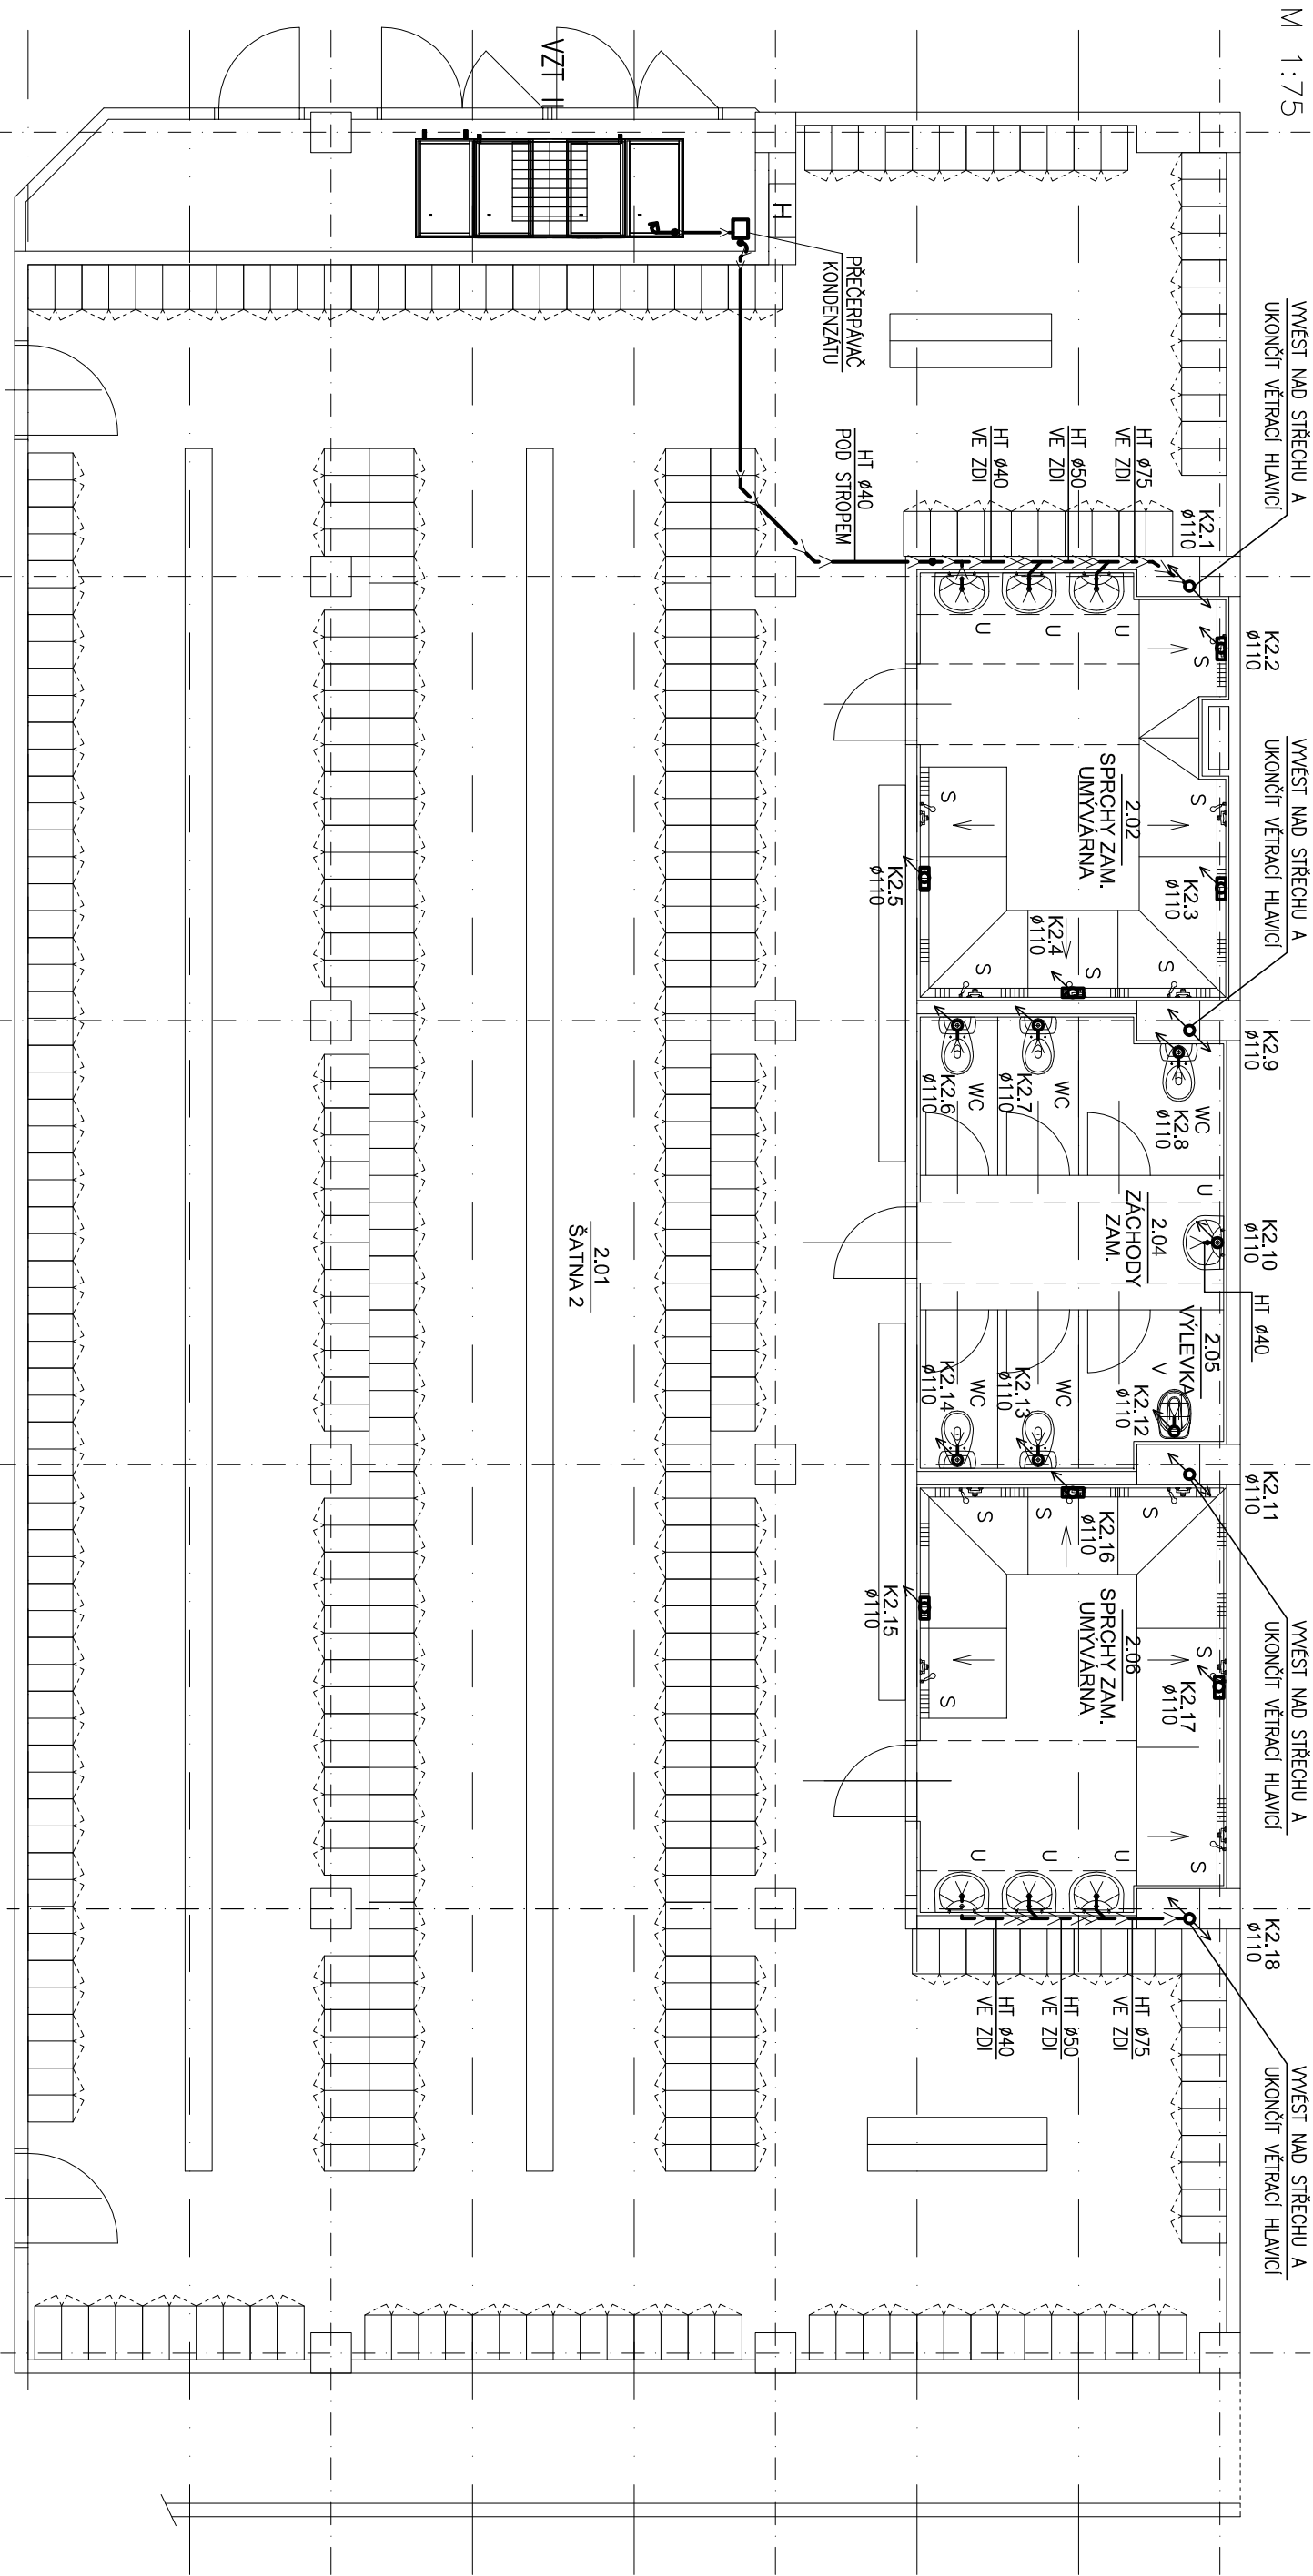 M 1:75
VYVÉST NAD STŘECHU A
UKONČÍT VĚTRACÍ HLAVICÍ
VYVÉST NAD STŘECHU A
UKONČÍT VĚTRACÍ HLAVICÍ
VYVÉST NAD STŘECHU A
UKONČÍT VĚTRACÍ HLAVICÍ
VYVÉST NAD STŘECHU A
UKONČÍT VĚTRACÍ HLAVICÍ
K2.1
ø110
K2.2
ø110
K2.9
ø110
K2.10
ø110
HT ø40
K2.11
ø110
K2.18
ø110
HT ø75
VE ZDI
HT ø50
VE ZDI
HT ø40
VE ZDI
HT ø40
POD STROPEM
U
U
U
S
S
2.02
SPRCHY ZAM.
UMÝVÁRNA
S
K2.3
ø110
K2.4
ø110
K2.5
ø110
S
S
S
WC
K2.8
ø110
WC
K2.7
ø110
WC
K2.6
ø110
U
2.04
ZÁCHODY
ZAM.
2.05
VÝLEVKA
V
K2.12
ø110
WC
K2.13
ø110
WC
K2.14
ø110
S
S
S
K2.16
ø110
K2.15
ø110
2.06
SPRCHY ZAM.
UMÝVÁRNA
S
K2.17
ø110
S
S
U
U
U
HT ø75
VE ZDI
HT ø50
VE ZDI
HT ø40
VE ZDI
H
PŘEČERPÁVAČ
KONDENZÁTU
VZT II
2.01
ŠATNA 2